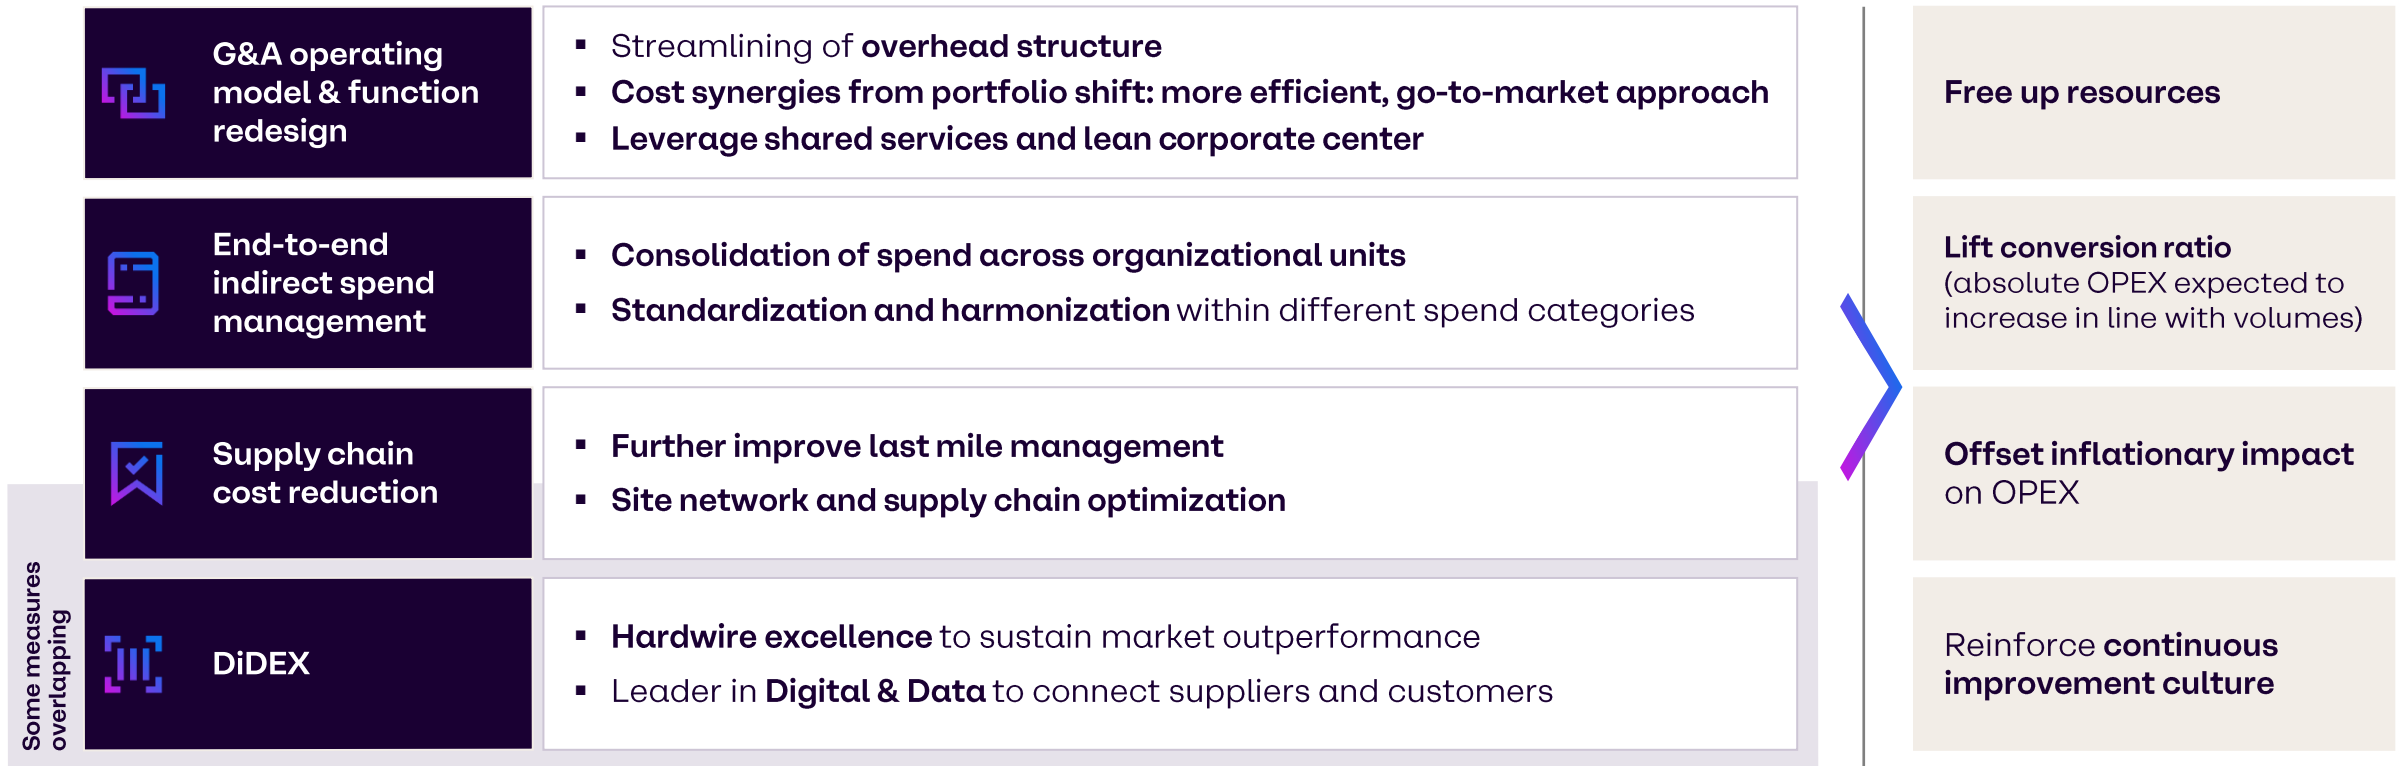 G&A operating
model & function
redesign
▪ Streamlining of overhead structure
▪ Cost synergies from portfolio shift: more efficient, go-to-market approach
▪ Leverage shared services and lean corporate center
Free up resources
End-to-end
indirect spend
management
▪ Consolidation of spend across organizational units
▪ Standardization and harmonization within different spend categories
Lift conversion ratio
(absolute OPEX expected to
increase in line with volumes)
Supply chain
cost reduction
▪ Further improve last mile management
▪ Site network and supply chain optimization
Offset inflationary impact
on OPEX
Some measures
overlapping
DiDEX
▪ Hardwire excellence to sustain market outperformance
▪ Leader in Digital & Data to connect suppliers and customers
Reinforce continuous
improvement culture